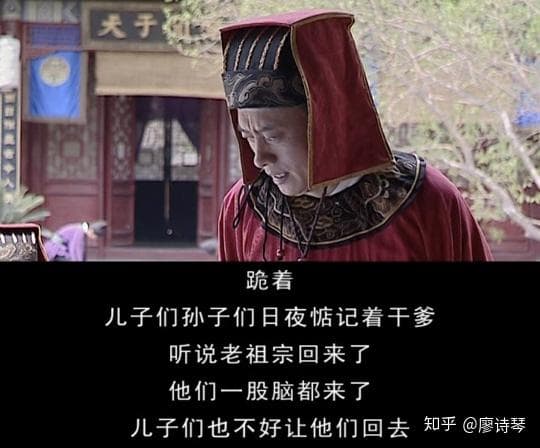 跪着
儿子们孙子们日夜惦记着干爹
听说老祖宗回来了
他们一股脑都来了
儿子们也不好让他们回去
知乎 @廖诗琴